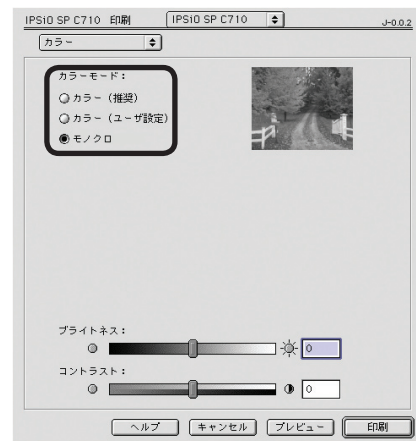 IPSiO SP C710 印刷 IPSiO SP C710 J-0.0.2
カラー
カラーモード：
カラー（推奨）
カラー（ユーザ設定）
モノクロ
ブライトネス：
0
コントラスト：
0
ヘルプ キャンセル プレビュー 印刷